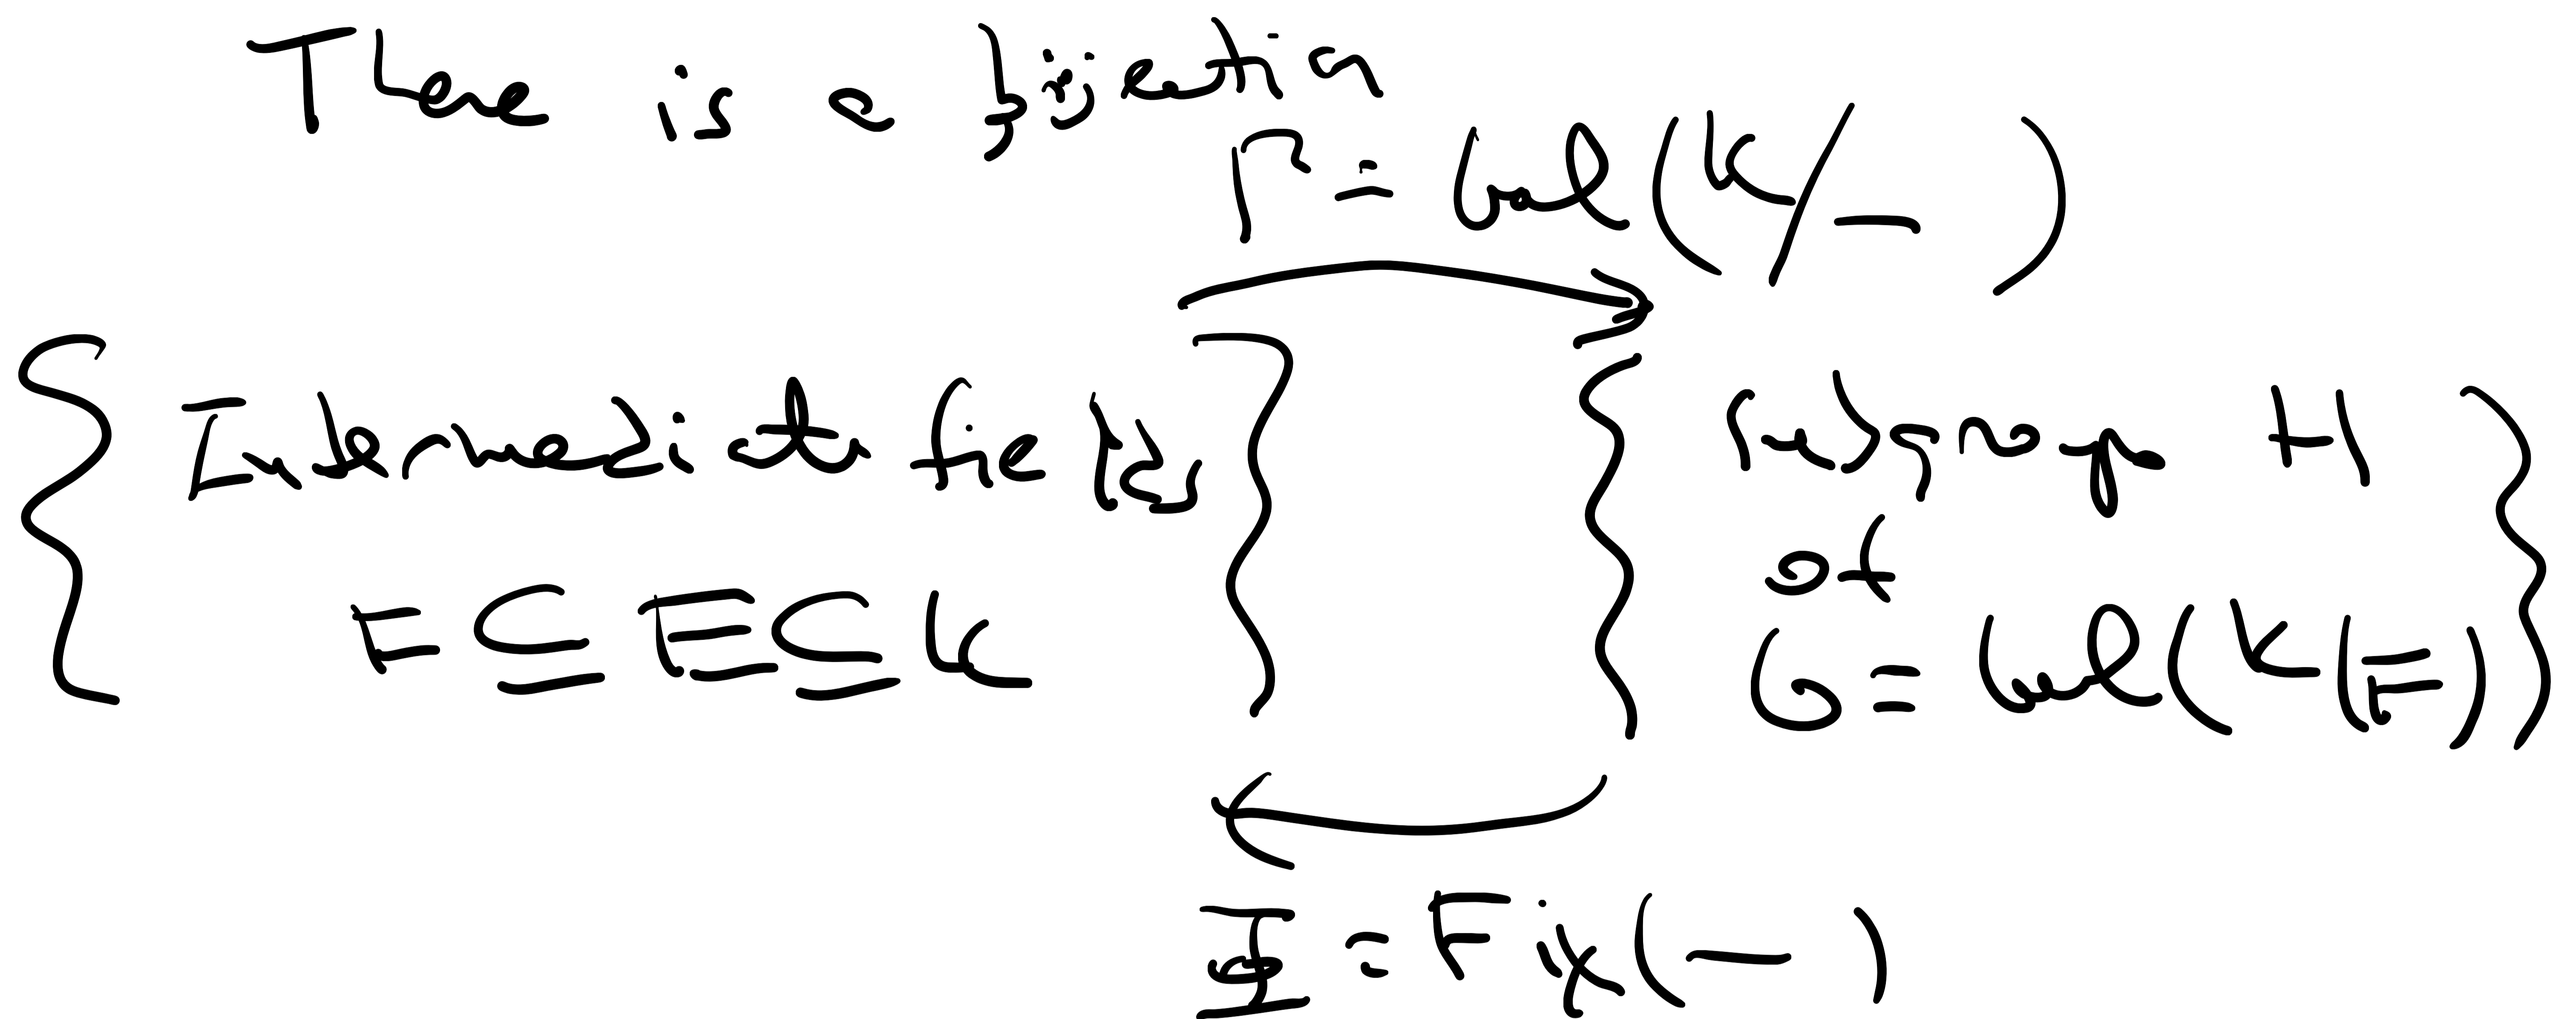 There is a bijection
Γ = Gal(K/—)
{ Intermediate fields } { subgroups H
of
F ⊆ E ⊆ K G = Gal(K/F) }
Φ = Fix(—)